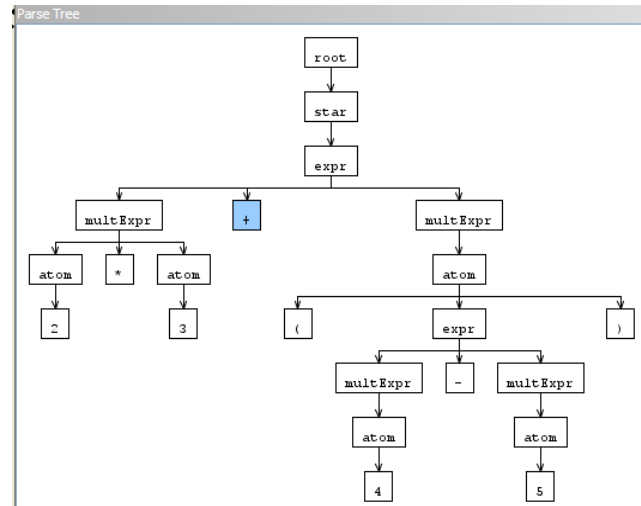 Parse Tree
root
star
expr
multExpr + multExpr
atom * atom atom
2 3 ( expr )
multExpr - multExpr
atom atom
4 5